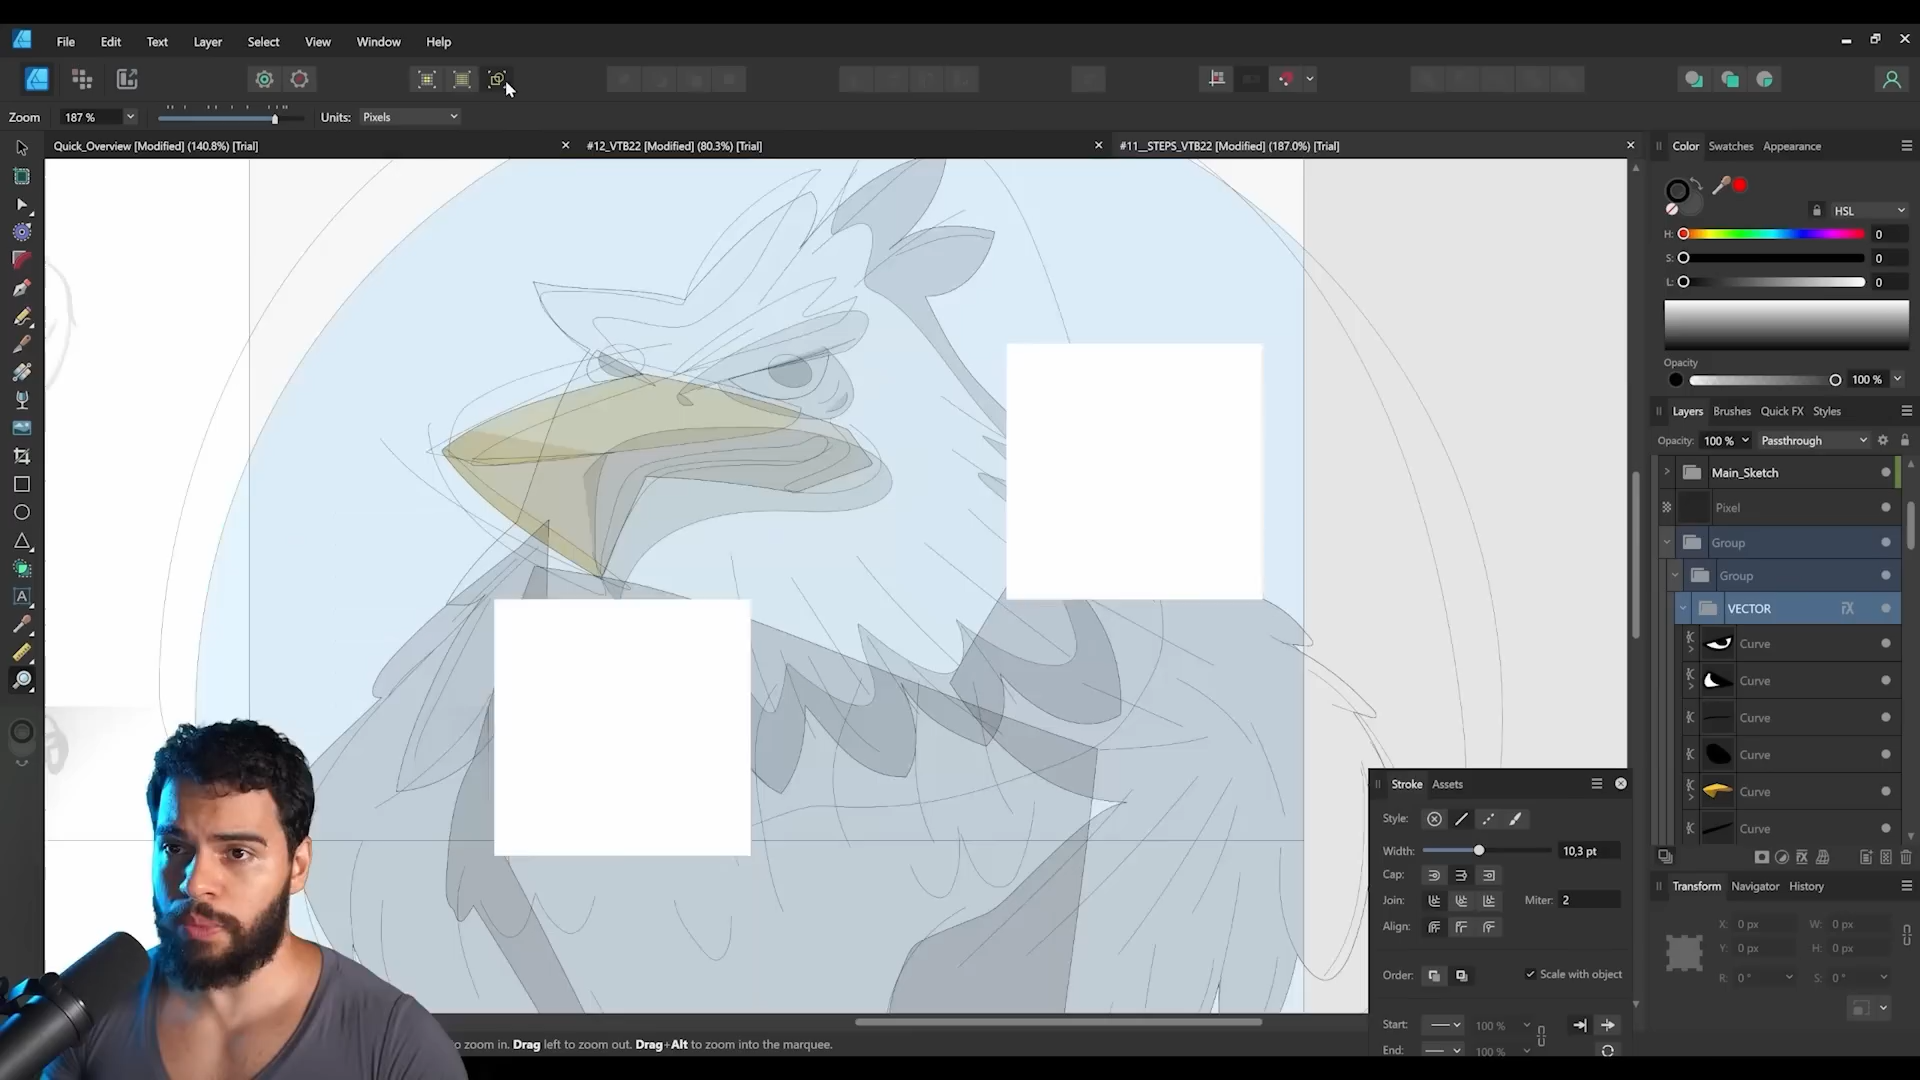 File Edit Text Layer Select View Window Help
Zoom 187 % Units: Pixels
Quick_Overview [Modified] (140.8%) [Trial]
#12_VTB22 [Modified] (80.3%) [Trial]
#11__STEPS_VTB22 [Modified] (187.0%) [Trial]
Color Swatches Appearance
HSL
H: 0
S: 0
L: 0
Opacity
100 %
Layers Brushes Quick FX Styles
Opacity: 100 % Passthrough
Main_Sketch
Pixel
Group
Group
VECTOR
Curve
Curve
Curve
Curve
Curve
Curve
Stroke Assets
Style:
Width: 10,3 pt
Cap:
Join: Miter: 2
Align:
Order: Scale with object
Start: 100 %
End: 100 %
Transform Navigator History
X: 0 px W: 0 px
Y: 0 px H: 0 px
R: 0 ° S: 0 °
o zoom in. Drag left to zoom out. Drag+Alt to zoom into the marquee.